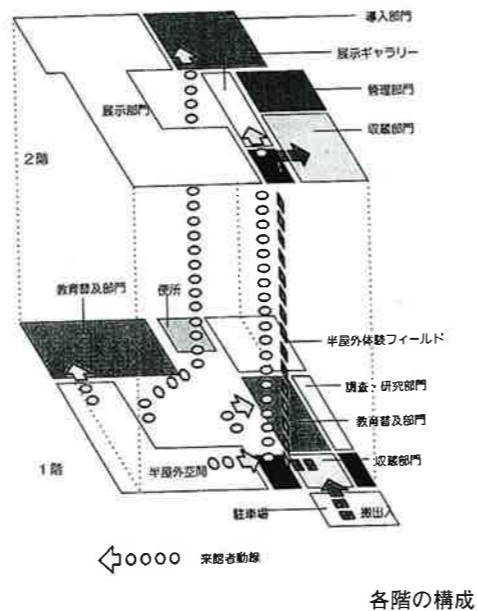 導入部門
展示ギャラリー
管理部門
展示部門
収蔵部門
2階
教育普及部門
便所
半屋外体験フィールド
調査・研究部門
教育普及部門
1階
半屋外空間
収蔵部門
駐車場
搬出入
来館者動線
各階の構成